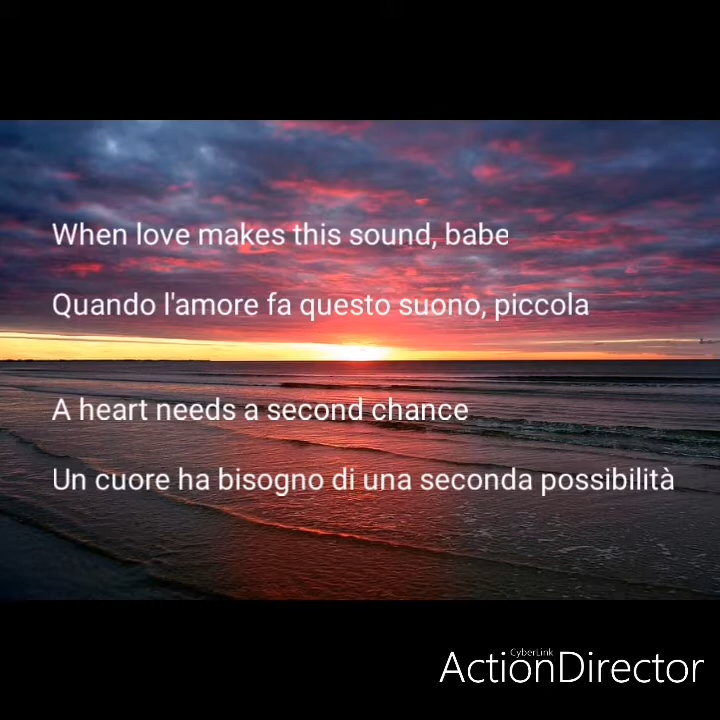 When love makes this sound, babe
Quando l'amore fa questo suono, piccola
A heart needs a second chance
Un cuore ha bisogno di una seconda possibilità
CyberLink
ActionDirector